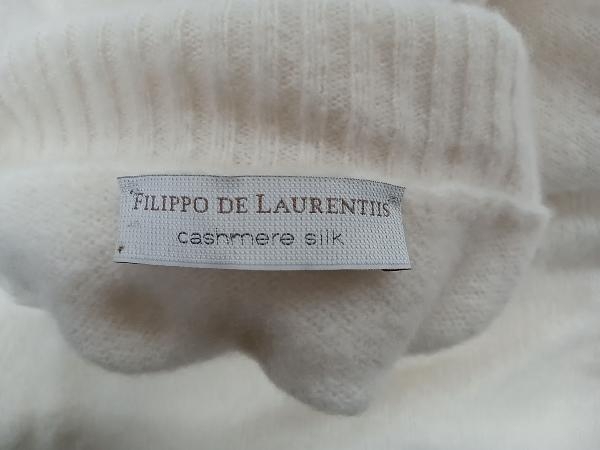 FILIPPO DE LAURENTIIS
cashmere silk